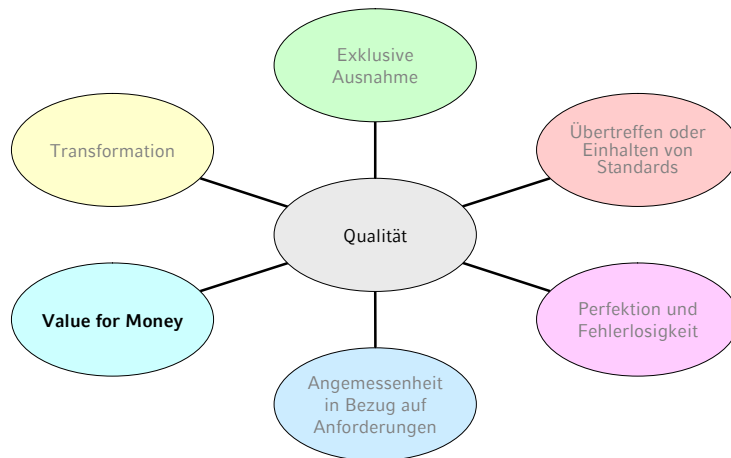 Exklusive
Ausnahme
Übertreffen oder
Einhalten von
Standards
Transformation
Qualität
Value for Money
Perfektion und
Fehlerlosigkeit
Angemessenheit
in Bezug auf
Anforderungen